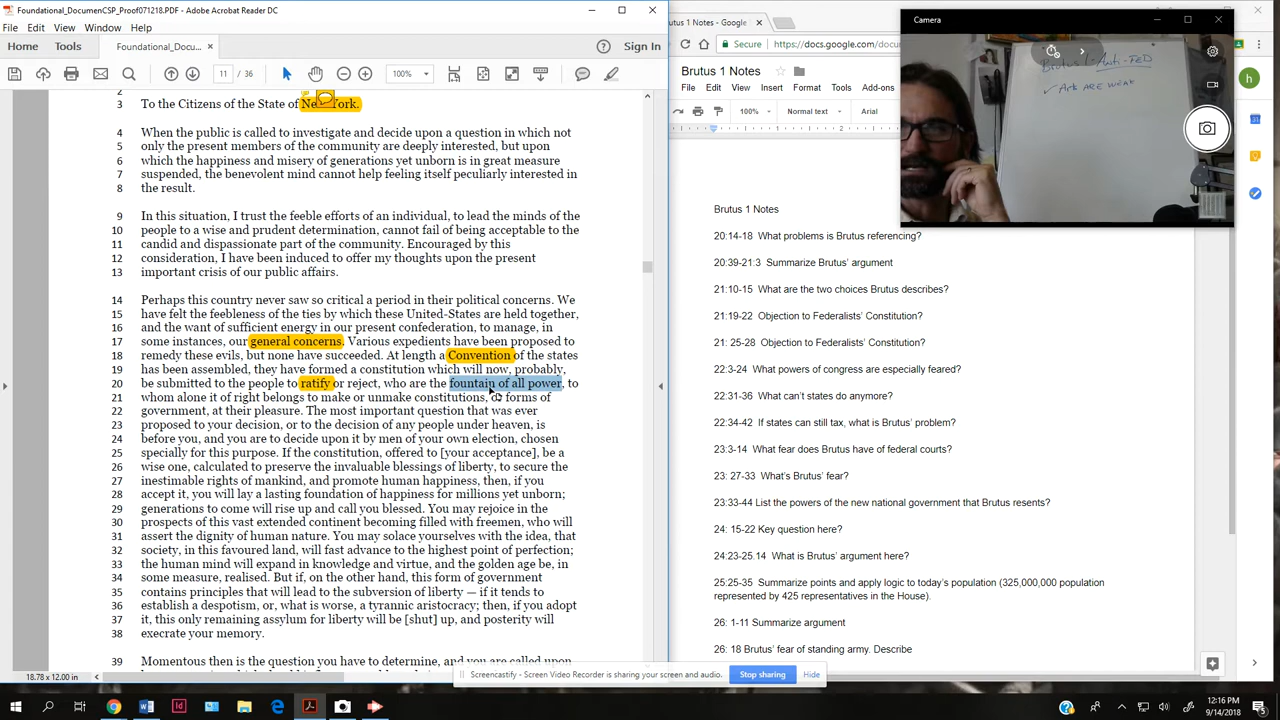 Foundational_DocumenCSP_Proof071218.PDF - Adobe Acrobat Reader DC
File Edit View Window Help
Home Tools Foundational_Docu... × Sign In
11 / 36 100%
2
3 To the Citizens of the State of New York.
4 When the public is called to investigate and decide upon a question in which not
5 only the present members of the community are deeply interested, but upon
6 which the happiness and misery of generations yet unborn is in great measure
7 suspended, the benevolent mind cannot help feeling itself peculiarly interested in
8 the result.
9 In this situation, I trust the feeble efforts of an individual, to lead the minds of the
10 people to a wise and prudent determination, cannot fail of being acceptable to the
11 candid and dispassionate part of the community. Encouraged by this
12 consideration, I have been induced to offer my thoughts upon the present
13 important crisis of our public affairs.
14 Perhaps this country never saw so critical a period in their political concerns. We
15 have felt the feebleness of the ties by which these United-States are held together,
16 and the want of sufficient energy in our present confederation, to manage, in
17 some instances, our general concerns. Various expedients have been proposed to
18 remedy these evils, but none have succeeded. At length a Convention of the states
19 has been assembled, they have formed a constitution which will now, probably,
20 be submitted to the people to ratify or reject, who are the fountain of all power, to
21 whom alone it of right belongs to make or unmake constitutions, or forms of
22 government, at their pleasure. The most important question that was ever
23 proposed to your decision, or to the decision of any people under heaven, is
24 before you, and you are to decide upon it by men of your own election, chosen
25 specially for this purpose. If the constitution, offered to [your acceptance], be a
26 wise one, calculated to preserve the invaluable blessings of liberty, to secure the
27 inestimable rights of mankind, and promote human happiness, then, if you
28 accept it, you will lay a lasting foundation of happiness for millions yet unborn;
29 generations to come will rise up and call you blessed. You may rejoice in the
30 prospects of this vast extended continent becoming filled with freemen, who will
31 assert the dignity of human nature. You may solace yourselves with the idea, that
32 society, in this favoured land, will fast advance to the highest point of perfection;
33 the human mind will expand in knowledge and virtue, and the golden age be, in
34 some measure, realised. But if, on the other hand, this form of government
35 contains principles that will lead to the subversion of liberty — if it tends to
36 establish a despotism, or, what is worse, a tyrannic aristocracy; then, if you adopt
37 it, this only remaining assylum for liberty will be [shut] up, and posterity will
38 execrate your memory.
39 Momentous then is the question you have to determine, and you are called upon
18.78 x 12.00 in
Brutus 1 Notes - Google ×
Secure https://docs.google.com/docu
Brutus 1 Notes
File Edit View Insert Format Tools Add-ons
100% Normal text Arial
1 2
h
Camera
Brutus 1 - Anti-FED
✓ Arts ARE WEAK
Brutus 1 Notes
20:14-18 What problems is Brutus referencing?
20:39-21:3 Summarize Brutus' argument
21:10-15 What are the two choices Brutus describes?
21:19-22 Objection to Federalists' Constitution?
21: 25-28 Objection to Federalists' Constitution?
22:3-24 What powers of congress are especially feared?
22:31-36 What can't states do anymore?
22:34-42 If states can still tax, what is Brutus' problem?
23:3-14 What fear does Brutus have of federal courts?
23: 27-33 What's Brutus' fear?
23:33-44 List the powers of the new national government that Brutus resents?
24: 15-22 Key question here?
24:23-25.14 What is Brutus' argument here?
25:25-35 Summarize points and apply logic to today's population (325,000,000 population
represented by 425 representatives in the House).
26: 1-11 Summarize argument
26: 18 Brutus' fear of standing army. Describe
Screencastify - Screen Video Recorder is sharing your screen and audio. Stop sharing Hide
12:16 PM
9/14/2018
5